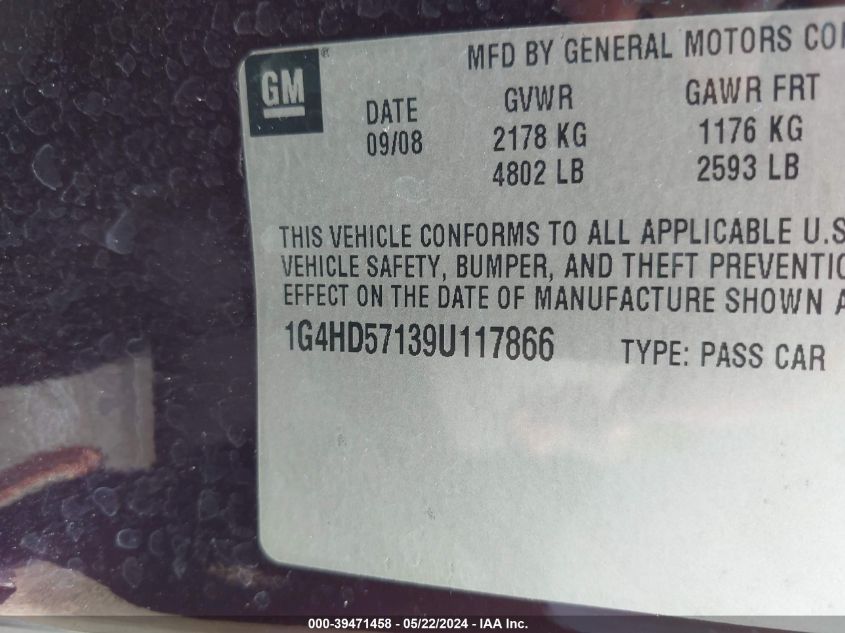 GM ®
MFD BY GENERAL MOTORS
DATE GVWR GAWR FRT
09/08 2178 KG 1176 KG
4802 LB 2593 LB
THIS VEHICLE CONFORMS TO ALL APPLICABLE U.S
VEHICLE SAFETY, BUMPER, AND THEFT
EFFECT ON THE DATE OF MANUFACTURE SHOWN
1G4HD57139U117866 TYPE: PASS CAR
000-39471458 - 05/22/2024 - IAA Inc.